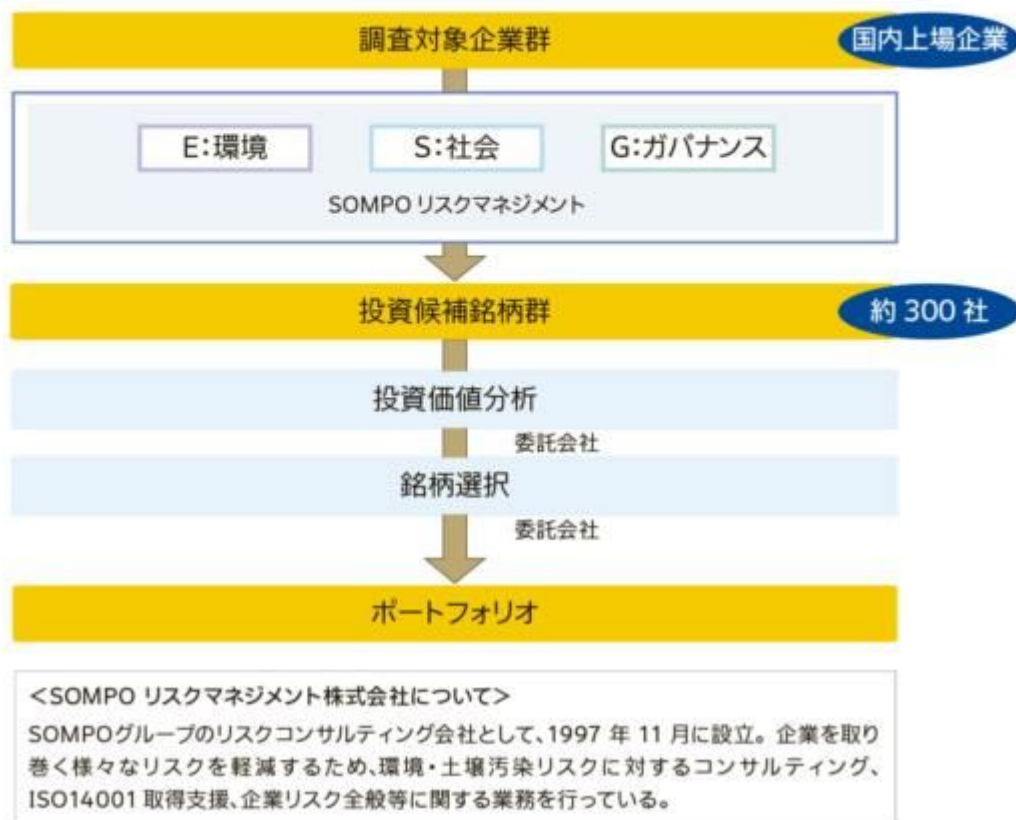 調査対象企業群
国内上場企業
E:環境
S:社会
G:ガバナンス
SOMPO リスクマネジメント
投資候補銘柄群
約 300 社
投資価値分析
委託会社
銘柄選択
委託会社
ポートフォリオ
＜SOMPO リスクマネジメント株式会社について＞
SOMPOグループのリスクコンサルティング会社として、1997 年 11 月に設立。企業を取り
巻く様々なリスクを軽減するため、環境・土壌汚染リスクに対するコンサルティング、
ISO14001 取得支援、企業リスク全般等に関する業務を行っている。